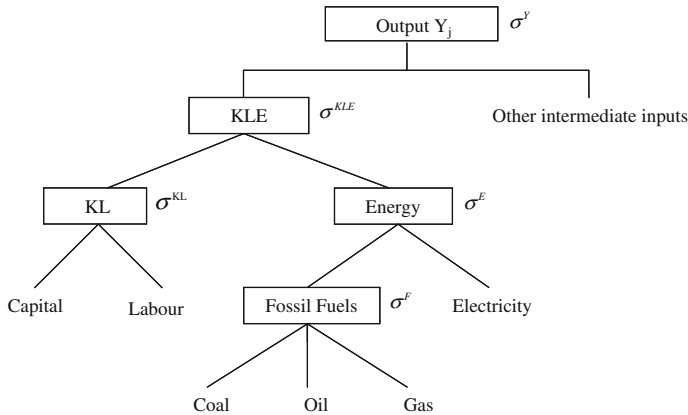 Output Yj σY
KLE σKLE
Other intermediate inputs
KL σKL
Energy σE
Capital
Labour
Fossil Fuels σF
Electricity
Coal
Oil
Gas